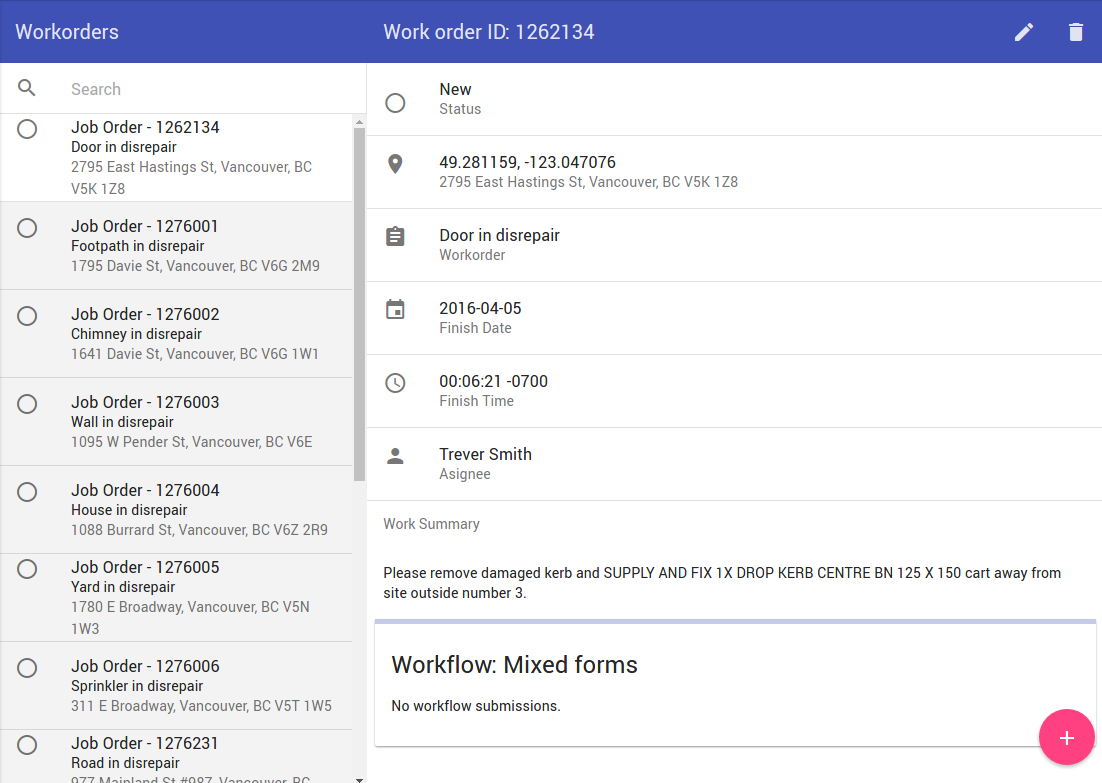 Workorders
Search
Job Order - 1262134
Door in disrepair
2795 East Hastings St, Vancouver, BC
V5K 1Z8
Job Order - 1276001
Footpath in disrepair
1795 Davie St, Vancouver, BC V6G 2M9
Job Order - 1276002
Chimney in disrepair
1641 Davie St, Vancouver, BC V6G 1W1
Job Order - 1276003
Wall in disrepair
1095 W Pender St, Vancouver, BC V6E
Job Order - 1276004
House in disrepair
1088 Burrard St, Vancouver, BC V6Z 2R9
Job Order - 1276005
Yard in disrepair
1780 E Broadway, Vancouver, BC V5N
1W3
Job Order - 1276006
Sprinkler in disrepair
311 E Broadway, Vancouver, BC V5T 1W5
Job Order - 1276231
Road in disrepair
977 Mainland St #987, Vancouver, BC
Work order ID: 1262134
New
Status
49.281159, -123.047076
2795 East Hastings St, Vancouver, BC V5K 1Z8
Door in disrepair
Workorder
2016-04-05
Finish Date
00:06:21 -0700
Finish Time
Trever Smith
Asignee
Work Summary
Please remove damaged kerb and SUPPLY AND FIX 1X DROP KERB CENTRE BN 125 X 150 cart away from
site outside number 3.
Workflow: Mixed forms
No workflow submissions.